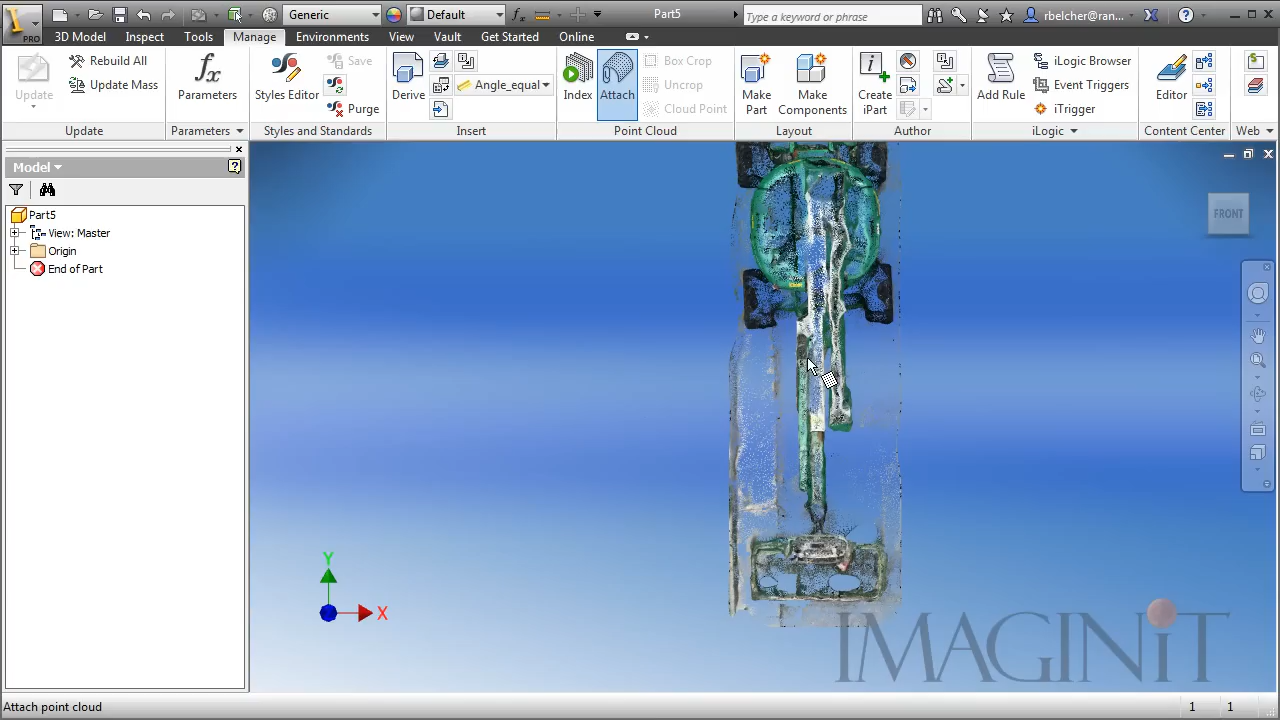 PRO
Generic
Default
fx
Part5
Type a keyword or phrase
rbelcher@ran...
3D Model
Inspect
Tools
Manage
Environments
View
Vault
Get Started
Online
Update
Rebuild All
Update Mass
Update
fx
Parameters
Parameters
Styles Editor
Save
Purge
Styles and Standards
Derive
Angle_equal
Insert
Index
Attach
Box Crop
Uncrop
Cloud Point
Point Cloud
Make Part
Make Components
Layout
Create iPart
Author
Add Rule
iLogic Browser
Event Triggers
iTrigger
iLogic
Editor
Content Center
Web
Model
Part5
View: Master
Origin
End of Part
FRONT
Y
X
IMAGINiT
Attach point cloud
1
1